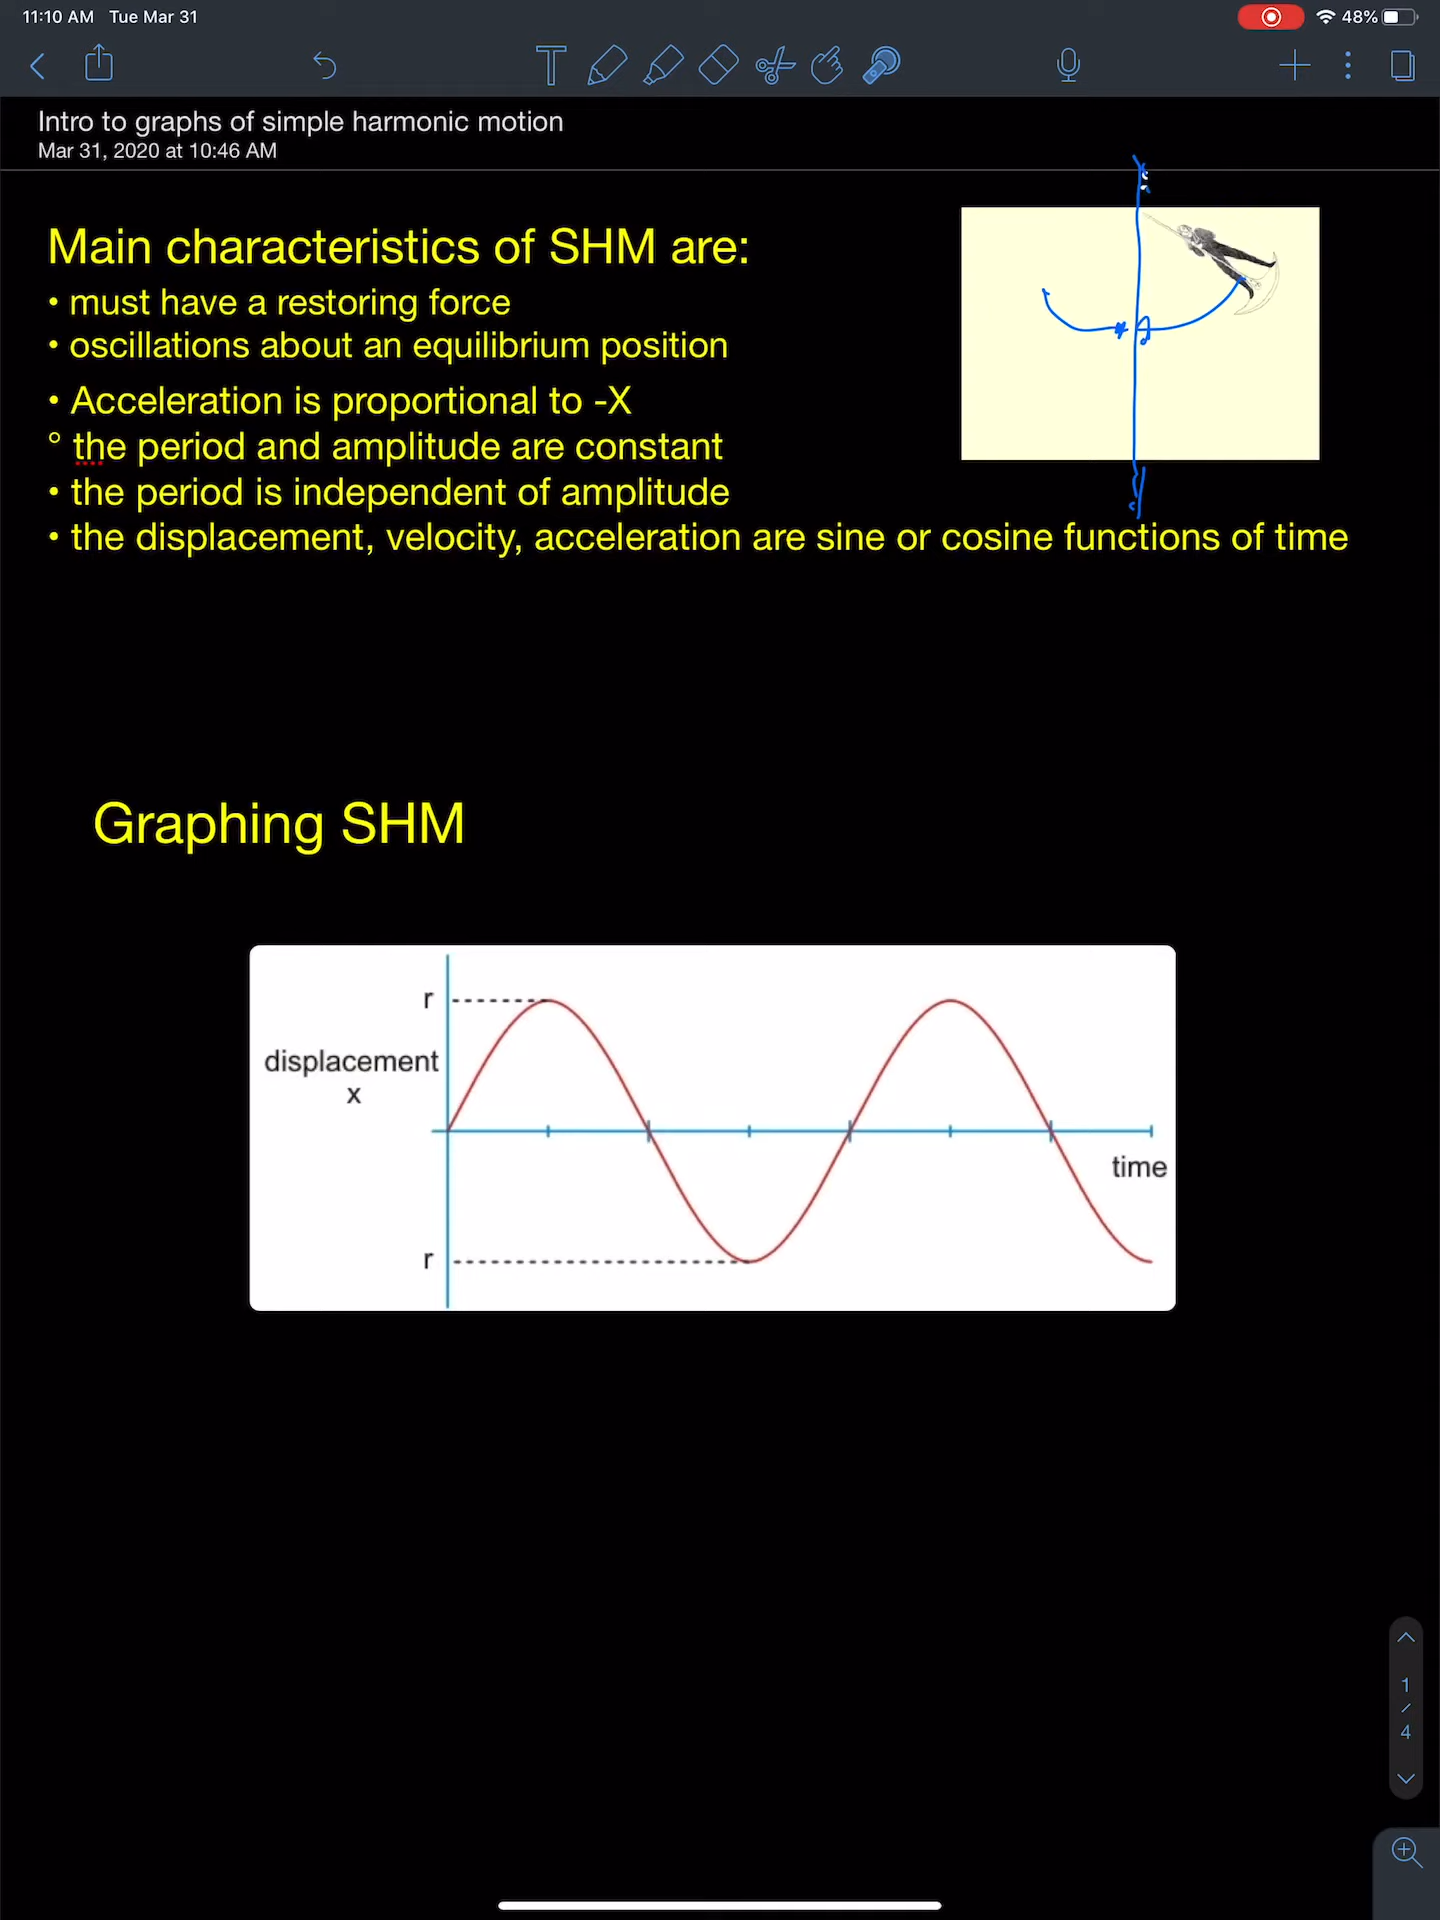 11:10 AM Tue Mar 31
48%
Intro to graphs of simple harmonic motion
Mar 31, 2020 at 10:46 AM
Main characteristics of SHM are:
• must have a restoring force
• oscillations about an equilibrium position
• Acceleration is proportional to -X
° the period and amplitude are constant
• the period is independent of amplitude
• the displacement, velocity, acceleration are sine or cosine functions of time
Graphing SHM
r
displacement
x
time
r
1
/
4